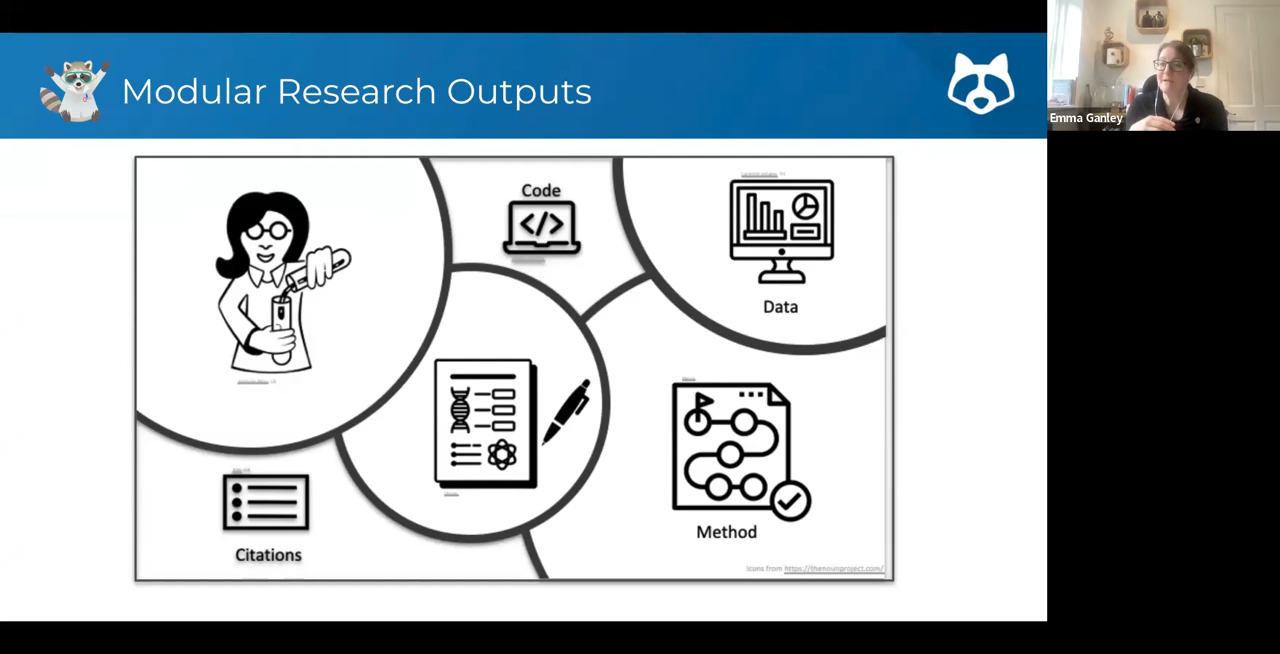 Modular Research Outputs
Emma Ganley
Code
</>
Data
Method
Citations
Icons from https://thenounproject.com/